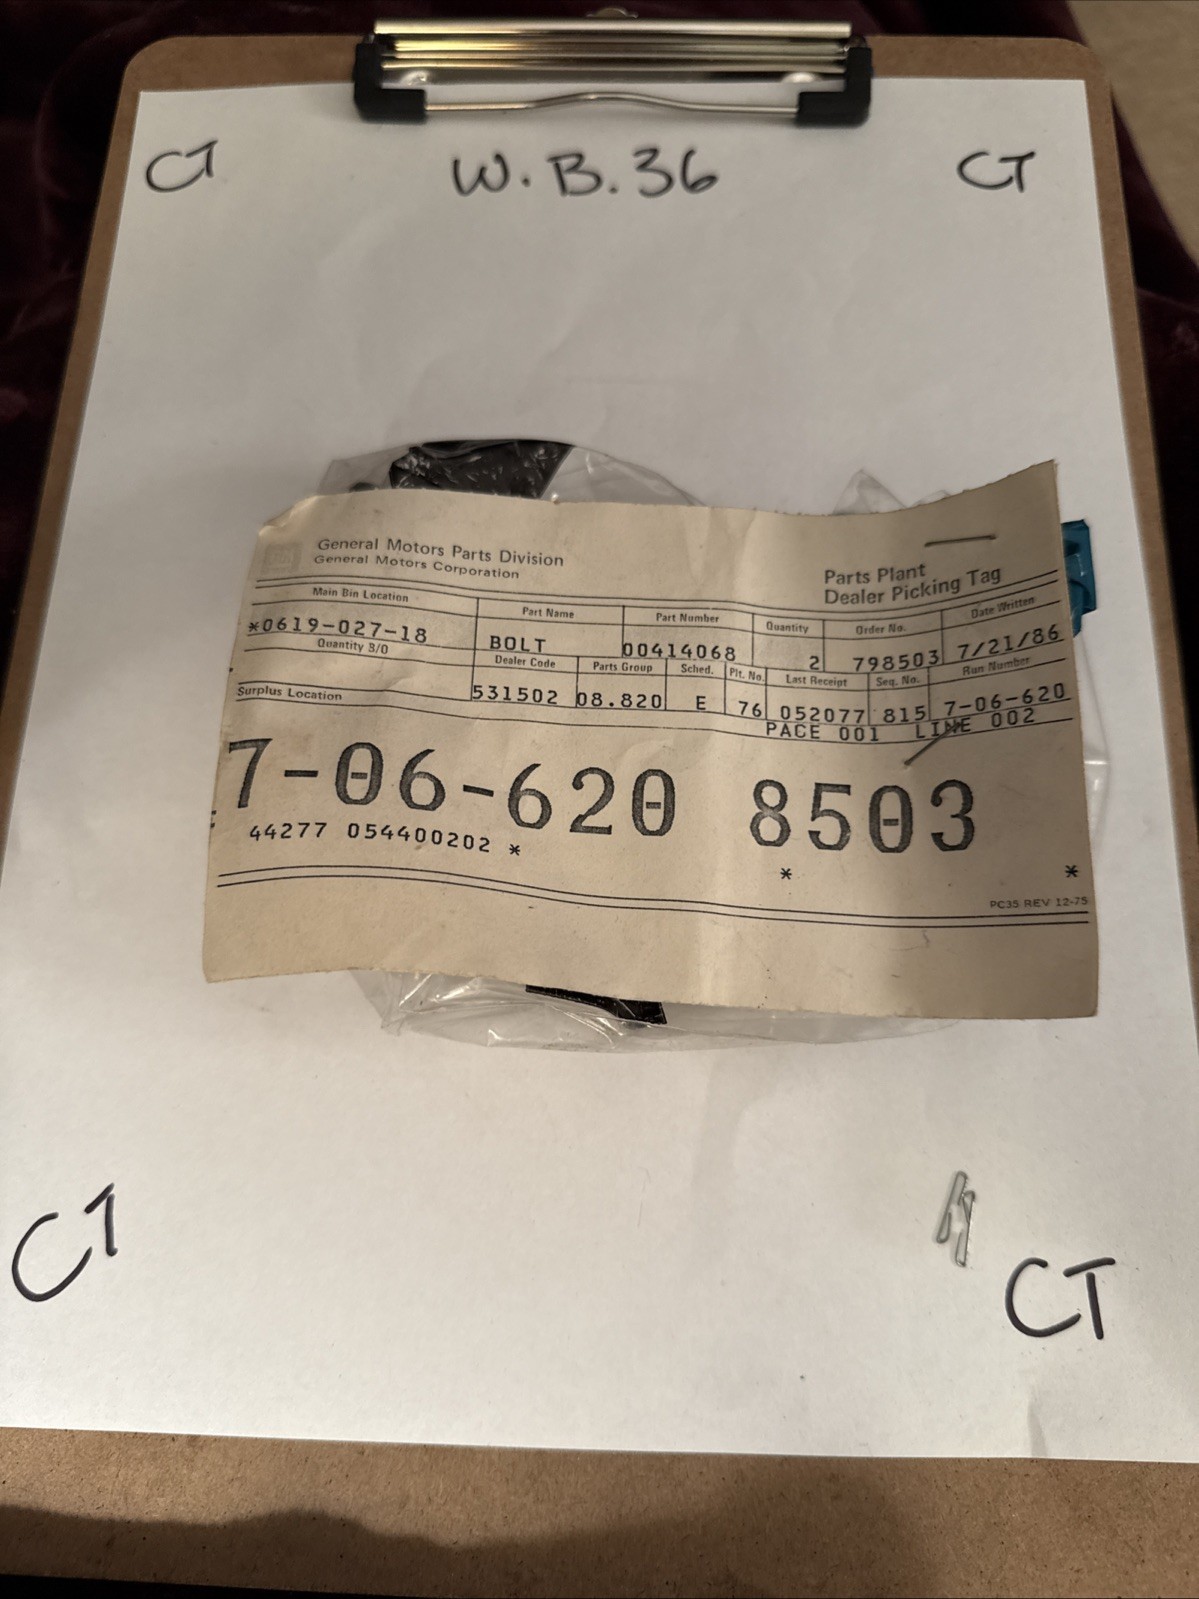 CT W.B.36 CT
General Motors Parts Division
General Motors Corporation
Parts Plant
Dealer Picking Tag
Main Bin Location Part Name Part Number Quantity Order No. Date Written
*0619-027-18 BOLT 00414068 2 798503 7/21/86
Quantity B/O Dealer Code Parts Group Sched. Plt. No. Last Receipt Seq. No. Run Number
531502 08.820 E 76 052077 815 7-06-620
Surplus Location
PACE 001 LINE 002
7-06-620 8503
44277 054400202 *
* *
PC35 REV 12-75
CT CT